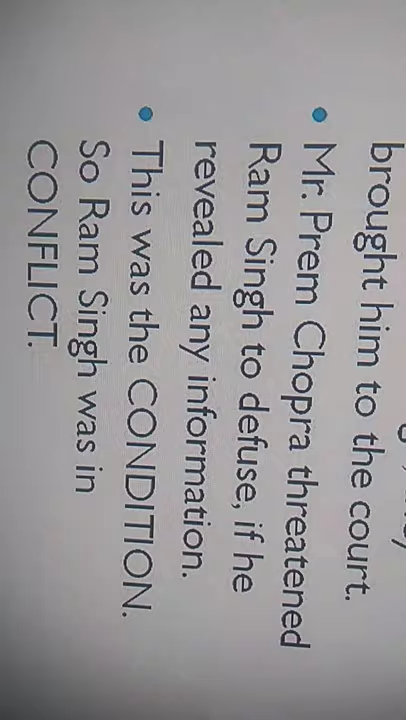 brought him to the court.
• Mr. Prem Chopra threatened
Ram Singh to defuse, if he
revealed any information.
• This was the CONDITION.
So Ram Singh was in
CONFLICT.